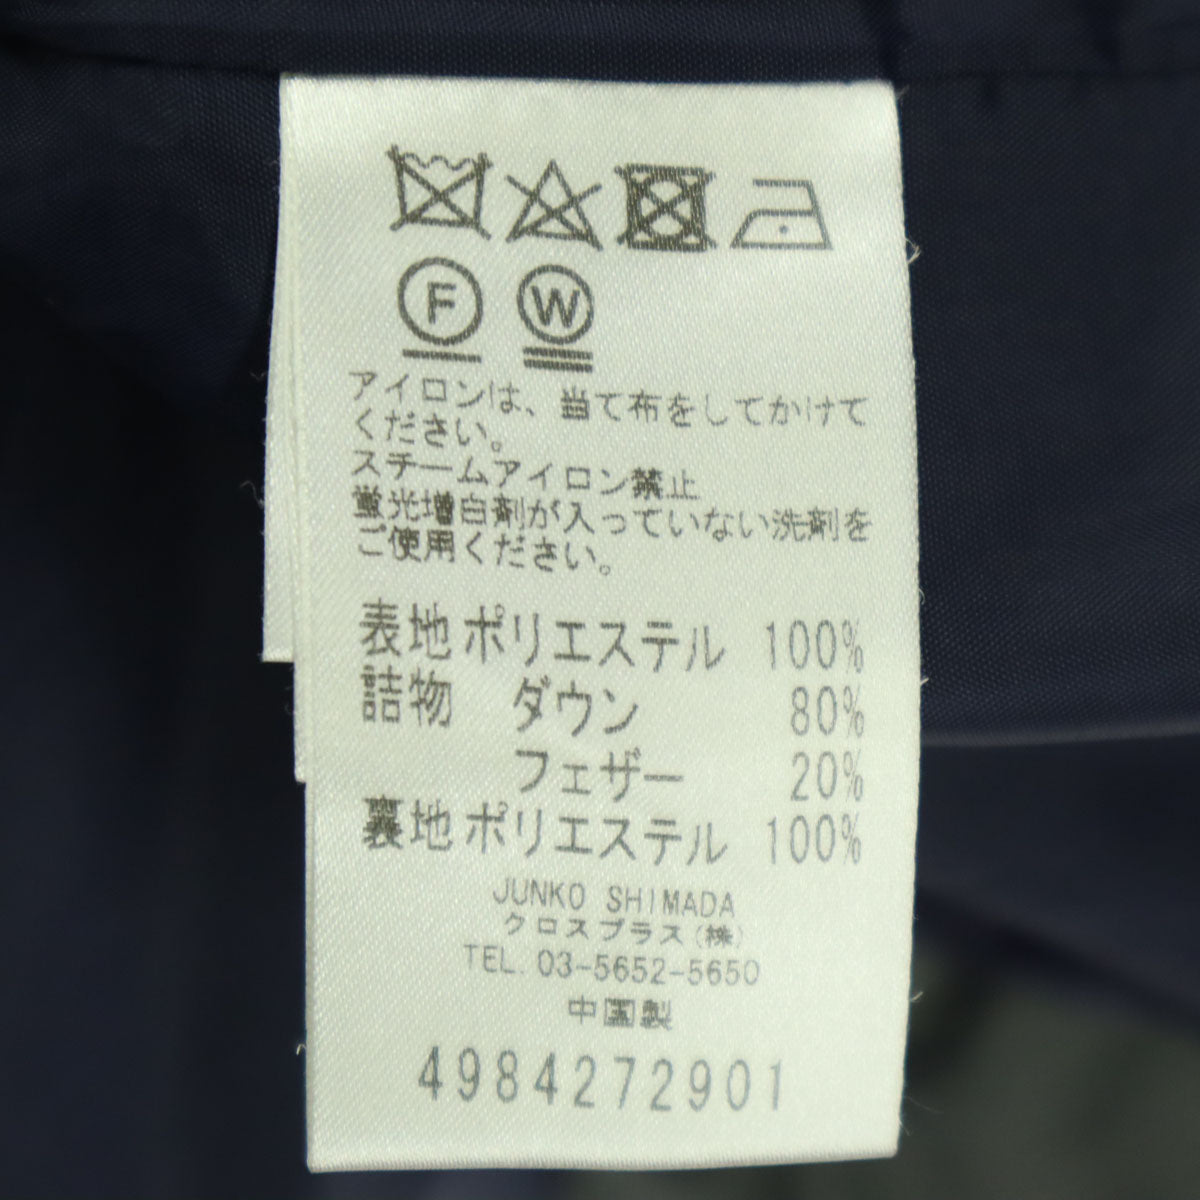 F W
アイロンは、当て布をしてかけて
ください。
スチームアイロン禁止
蛍光増白剤が入っていない洗剤を
ご使用ください。
表地 ポリエステル 100%
詰物 ダウン 80%
フェザー 20%
裏地 ポリエステル 100%
JUNKO SHIMADA
クロスプラス(株)
TEL. 03-5652-5650
中国製
4984272901